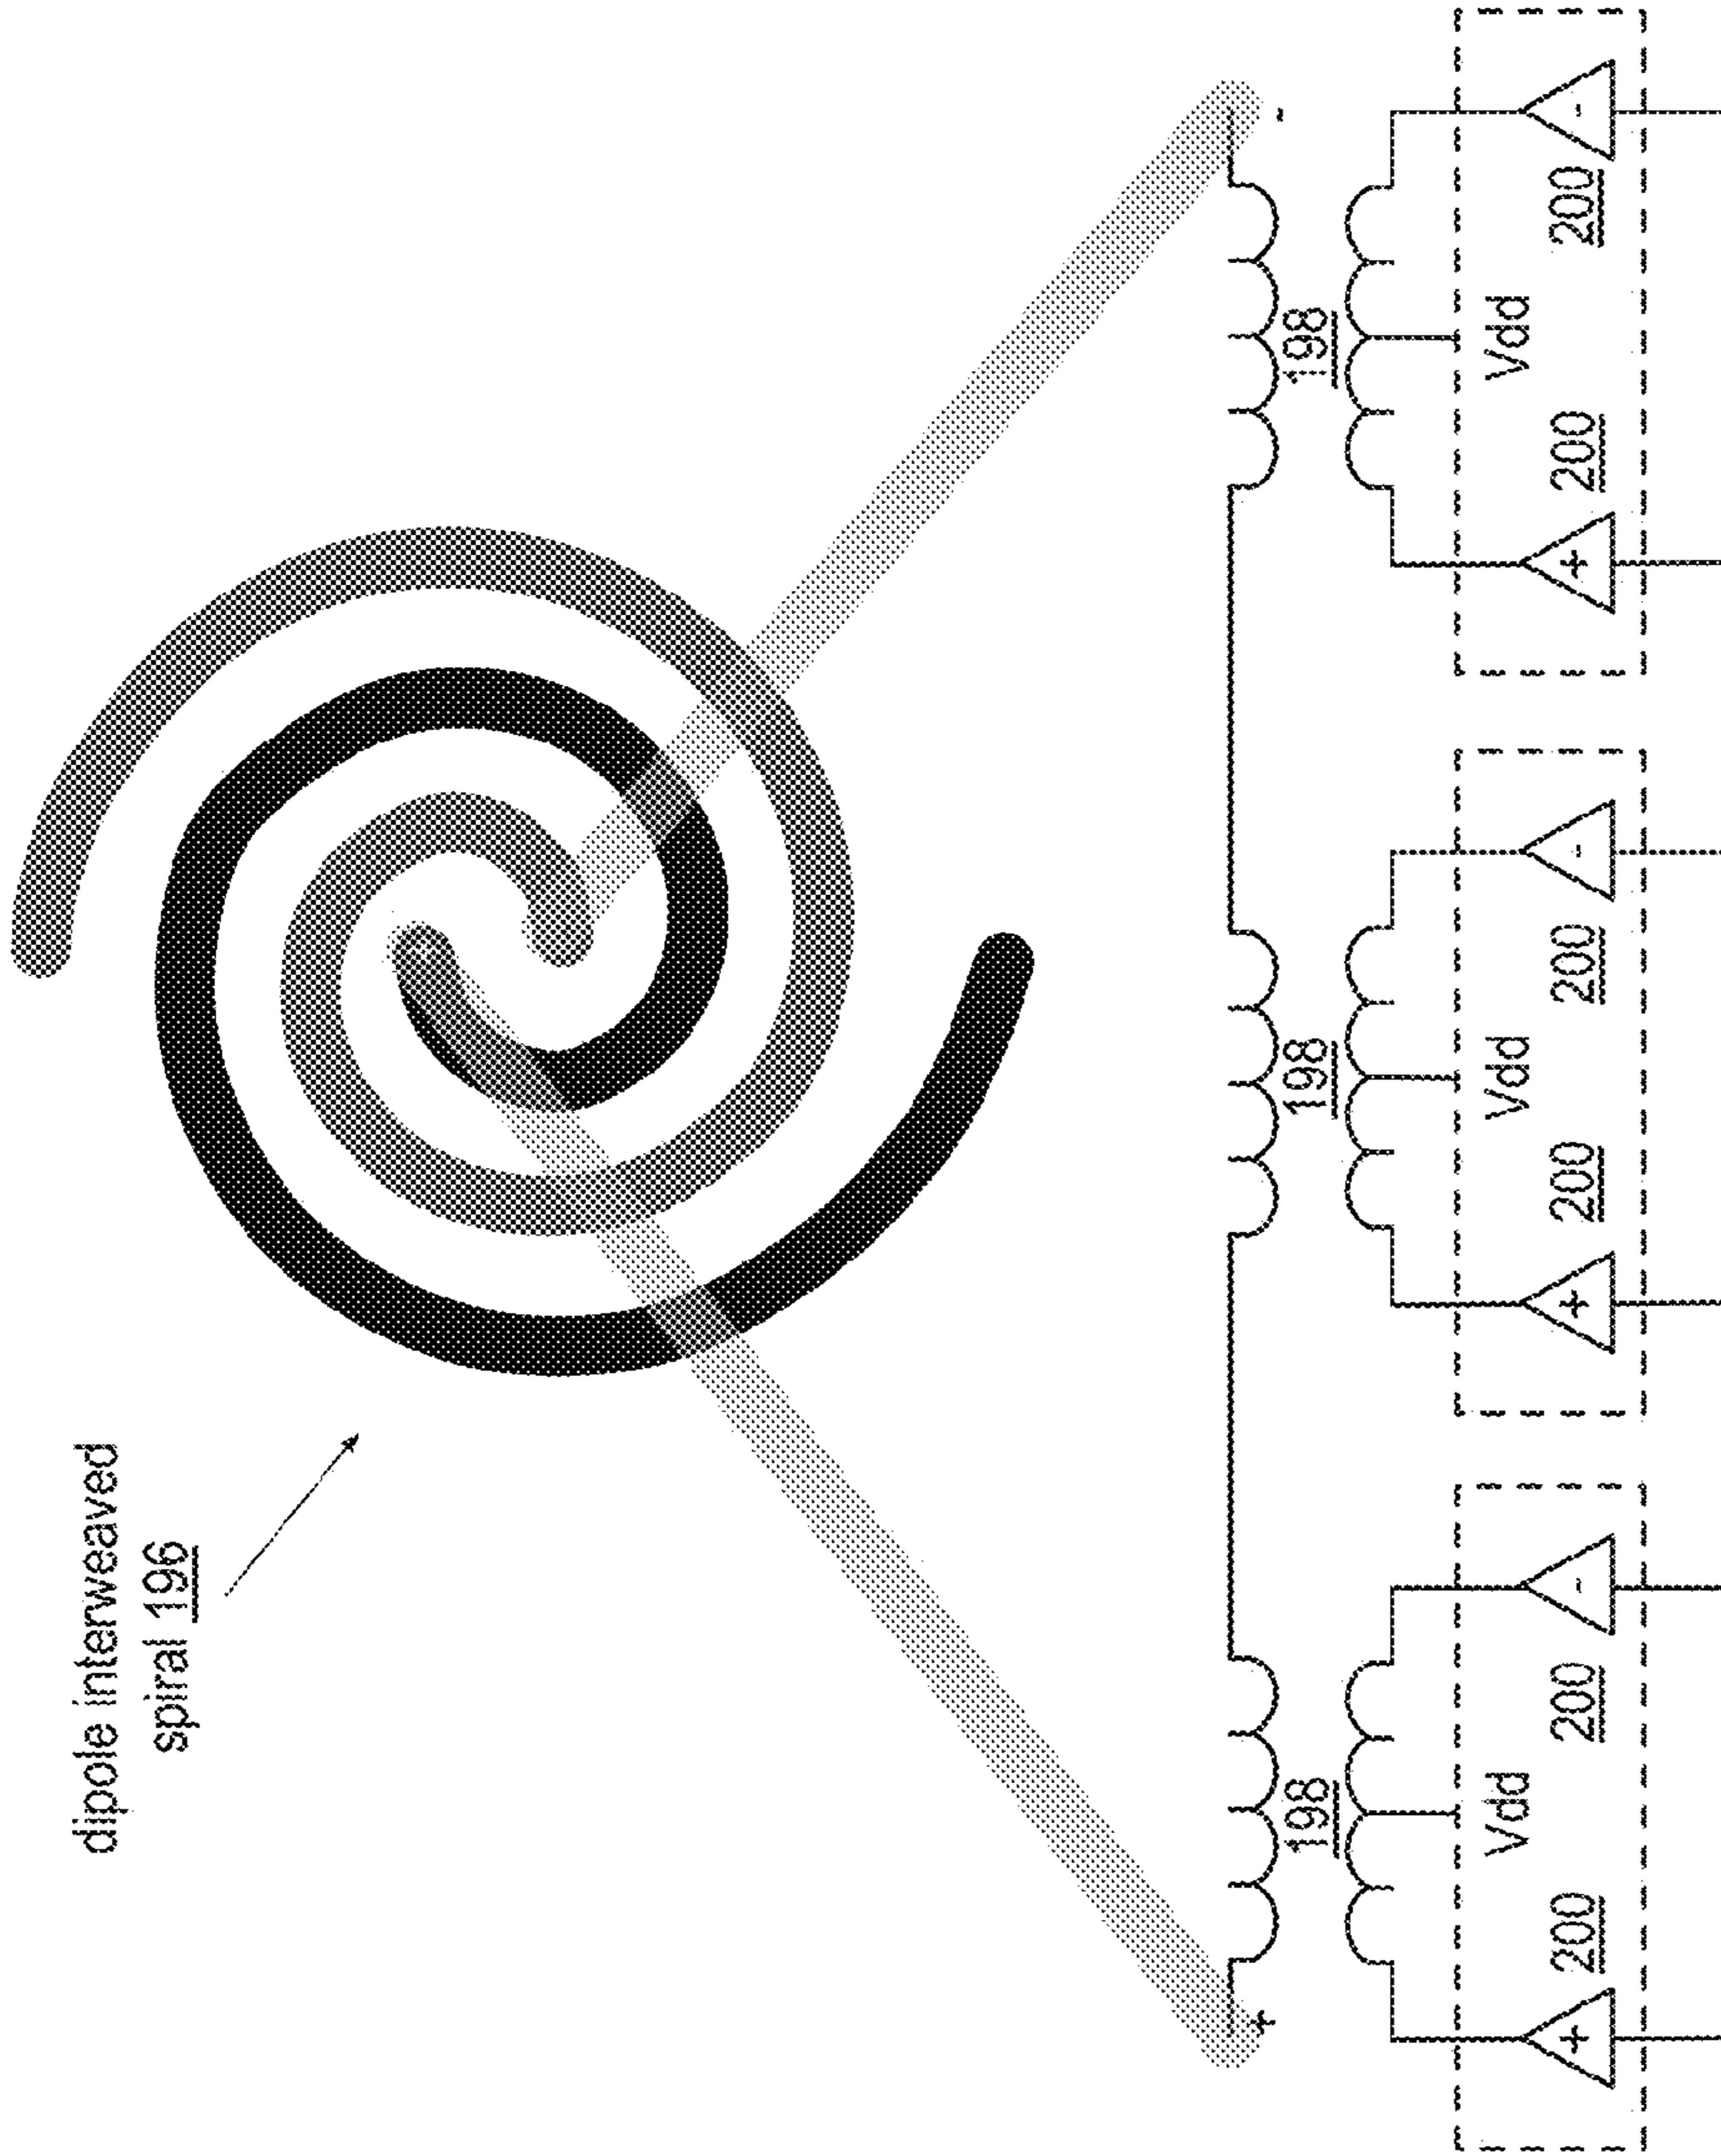 dipole interweaved
spiral 196
+ -
198 198 198
Vdd Vdd Vdd
+ 200 200 - + 200 200 - + 200 200 -